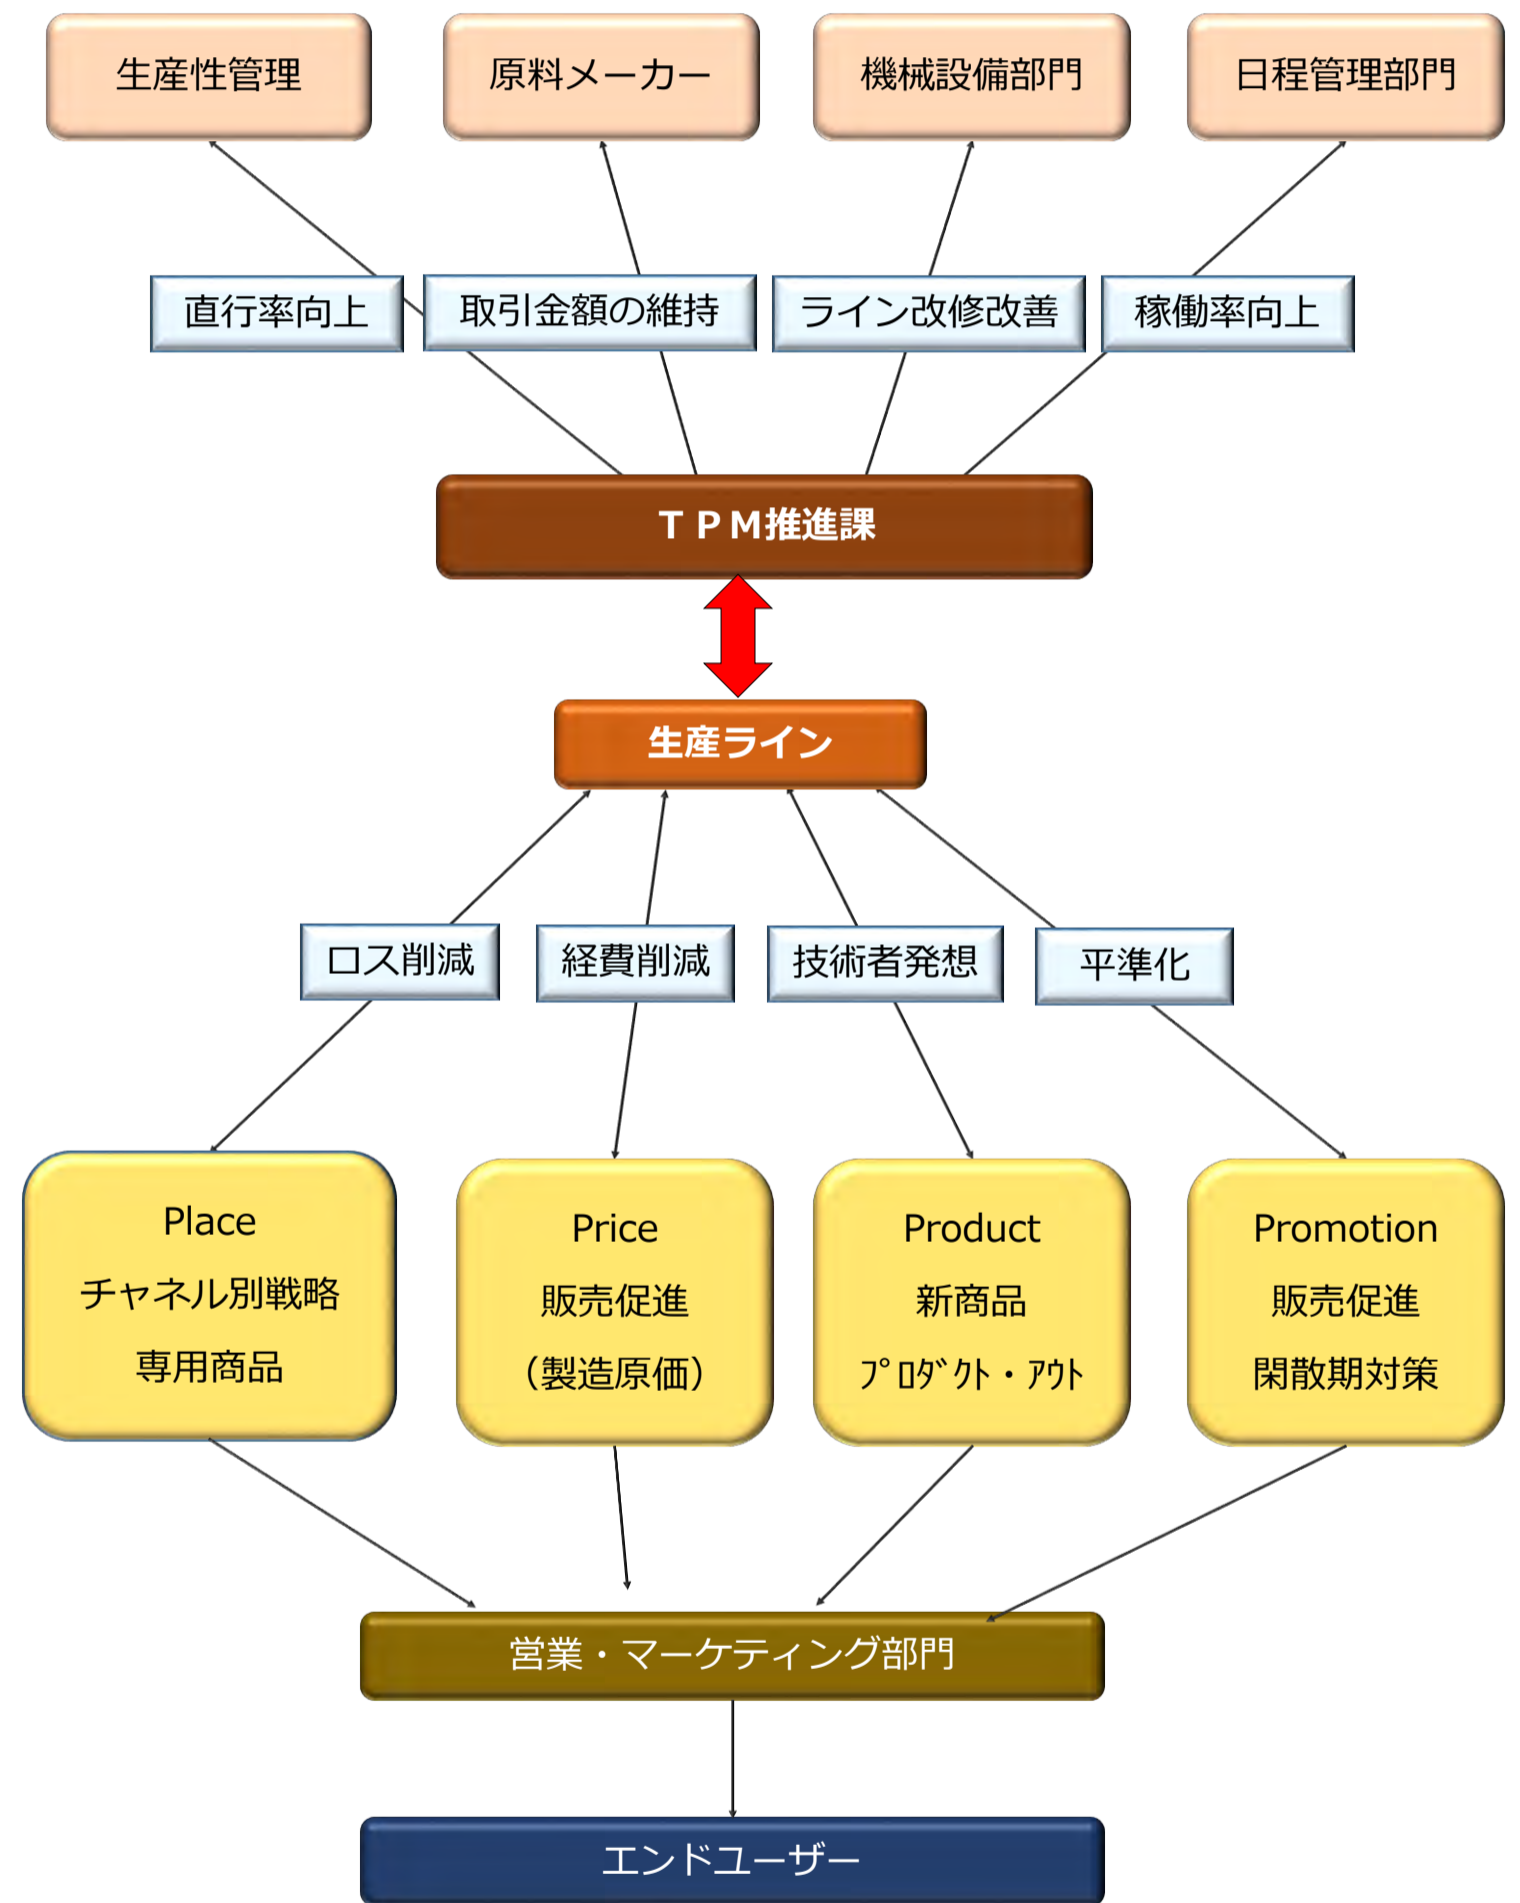 生産性管理
原料メーカー
機械設備部門
日程管理部門
直行率向上
取引金額の維持
ライン改修改善
稼働率向上
ＴＰＭ推進課
生産ライン
ロス削減
経費削減
技術者発想
平準化
Place
チャネル別戦略
専用商品
Price
販売促進
（製造原価）
Product
新商品
ﾌﾟﾛﾀﾞｸﾄ・ｱｳﾄ
Promotion
販売促進
閑散期対策
営業・マーケティング部門
エンドユーザー